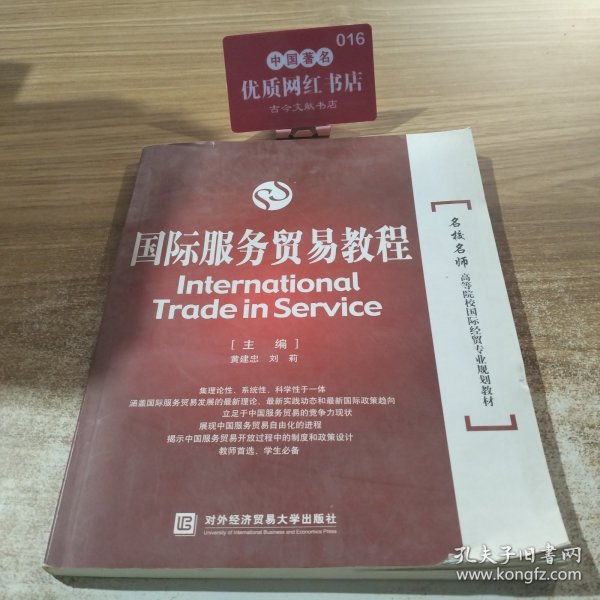 016
中国著名
优质网红书店
古今文献书店
国际服务贸易教程
International
Trade in Service
[主 编]
黄建忠 刘 莉
集理论性、系统性、科学性于一体
涵盖国际服务贸易发展的最新理论、最新实践动态和最新国际政策趋向
立足于中国服务贸易的竞争力现状
展现中国服务贸易自由化的进程
揭示中国服务贸易开放过程中的制度和政策设计
教师首选、学生必备
对外经济贸易大学出版社
University of International Business and Economics Press
名校名师 高等院校国际经贸专业规划教材
孔夫子旧书网
www.kongfz.com